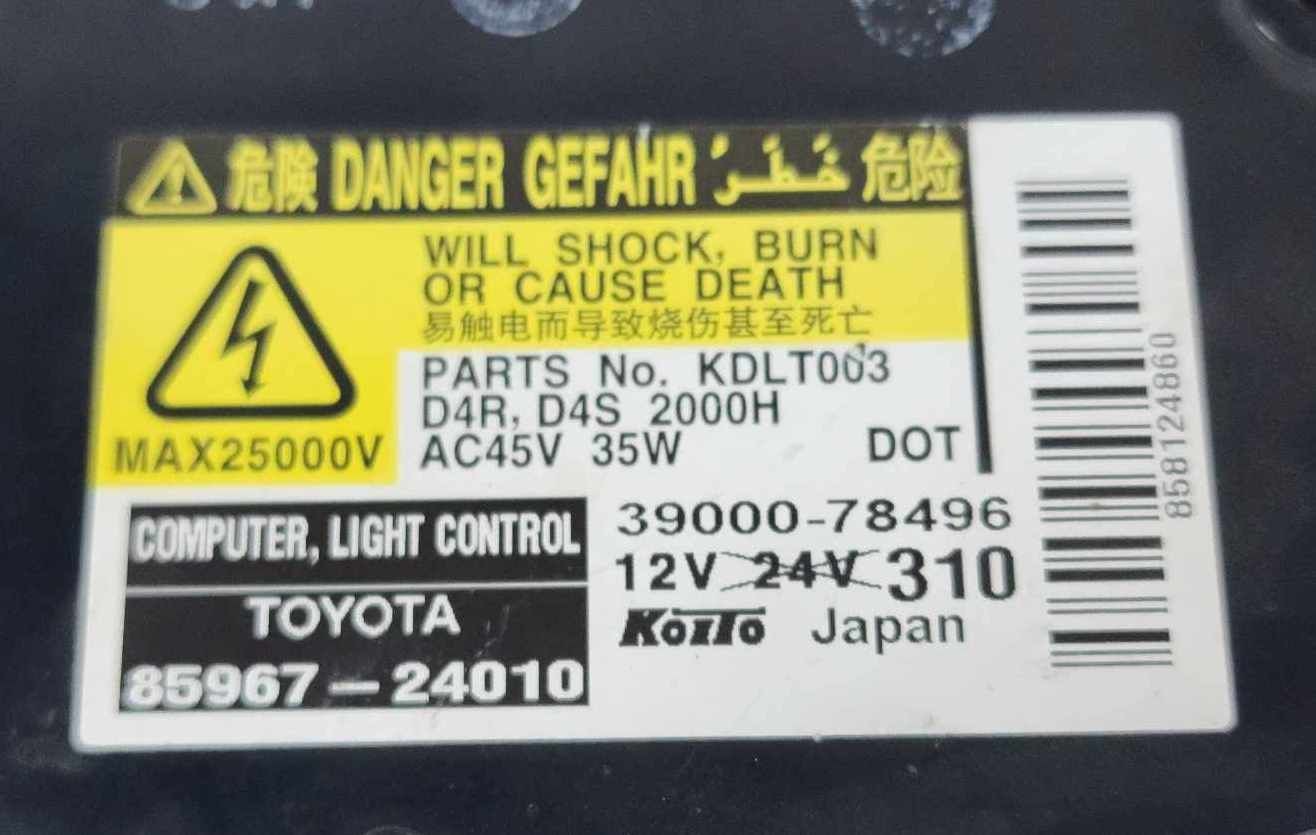 危険 DANGER GEFAHR خَطَر 危险
WILL SHOCK, BURN
OR CAUSE DEATH
易触电而导致烧伤甚至死亡
MAX25000V
PARTS No. KDLT003
D4R, D4S 2000H
AC45V 35W DOT
COMPUTER, LIGHT CONTROL
TOYOTA
85967-24010
39000-78496
12V 24V 310
KOITO Japan
858124860